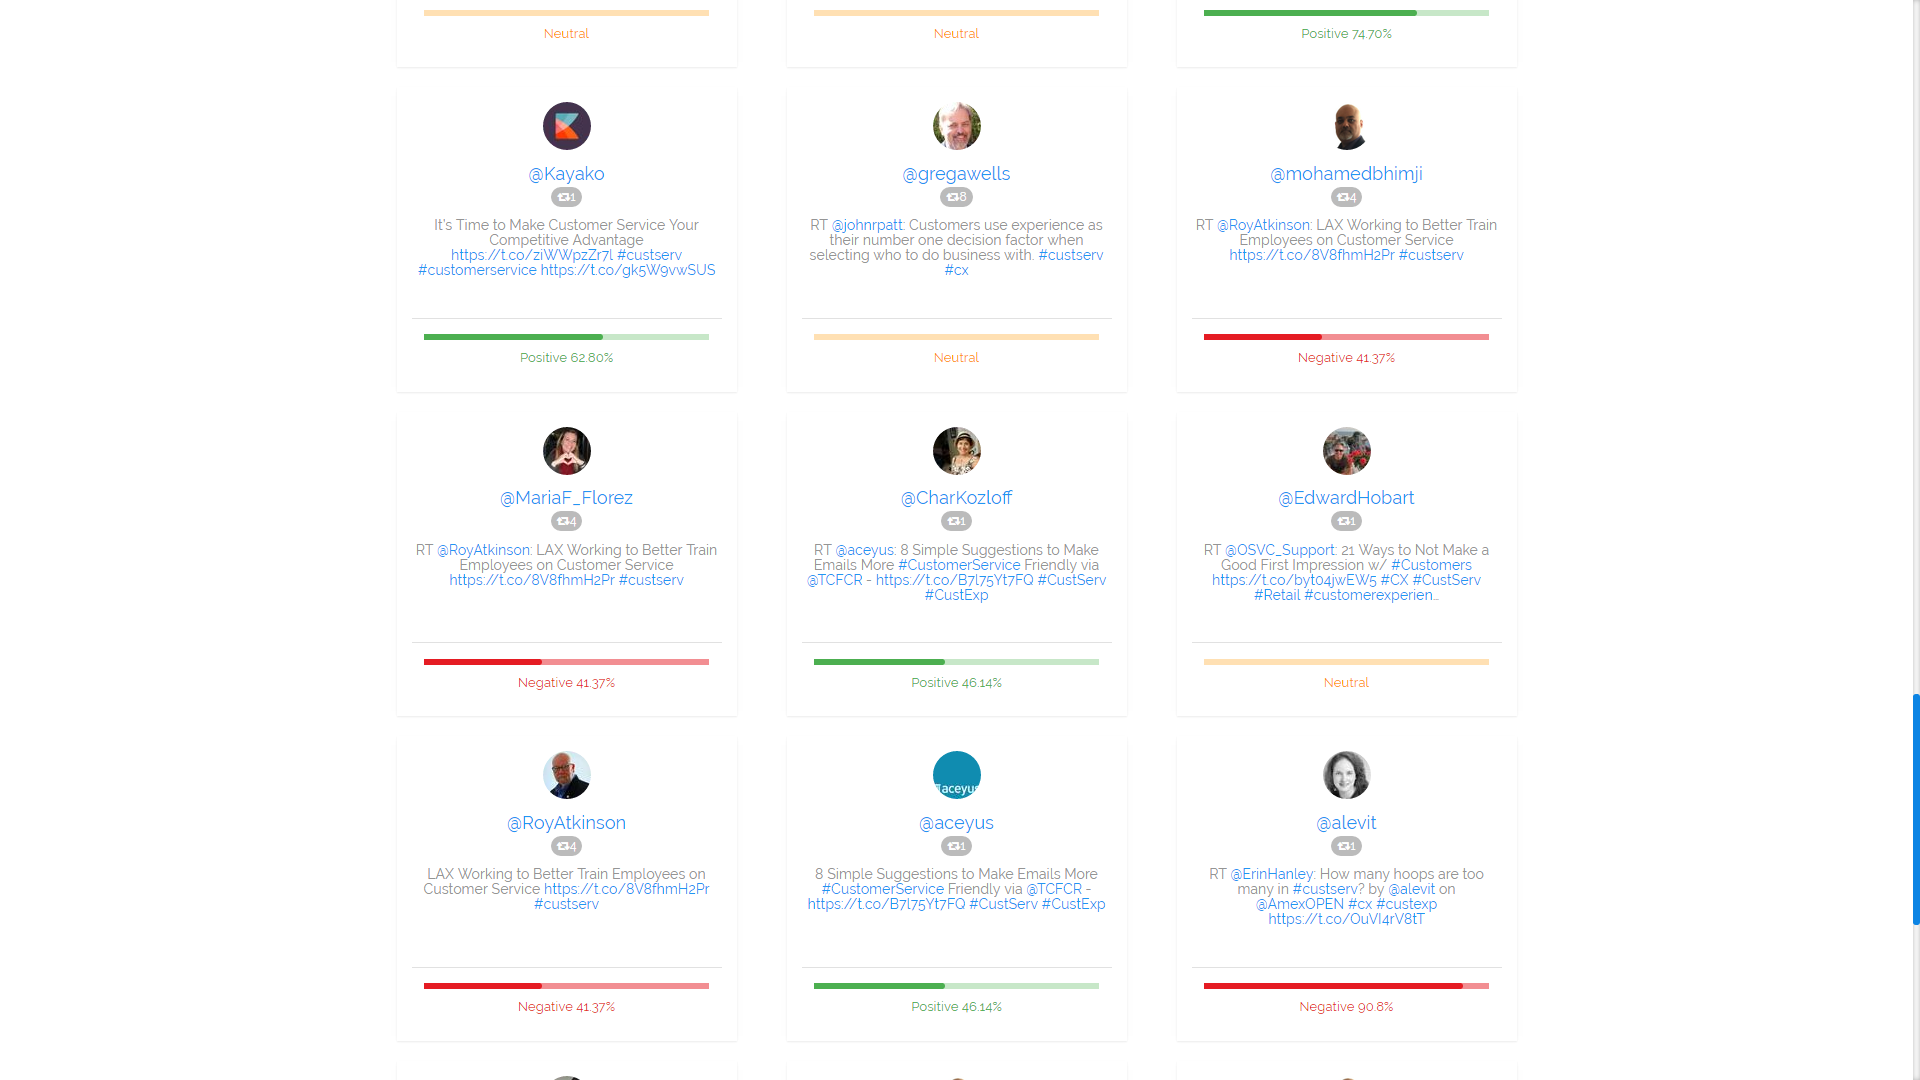 Neutral
Neutral
Positive 74.70%
@Kayako
1
It's Time to Make Customer Service Your
Competitive Advantage
https://t.co/ziWWpzZr7l #custserv
#customerservice https://t.co/gk5W9vwSUS
Positive 62.80%
@gregawells
8
RT @johnrpatt: Customers use experience as
their number one decision factor when
selecting who to do business with. #custserv
#cx
Neutral
@mohamedbhimji
4
RT @RoyAtkinson: LAX Working to Better Train
Employees on Customer Service
https://t.co/8V8fhmH2Pr #custserv
Negative 41.37%
@MariaF_Florez
4
RT @RoyAtkinson: LAX Working to Better Train
Employees on Customer Service
https://t.co/8V8fhmH2Pr #custserv
Negative 41.37%
@CharKozloff
1
RT @aceyus: 8 Simple Suggestions to Make
Emails More #CustomerService Friendly via
@TCFCR - https://t.co/B7l75Yt7FQ #CustServ
#CustExp
Positive 46.14%
@EdwardHobart
1
RT @OSVC_Support: 21 Ways to Not Make a
Good First Impression w/ #Customers
https://t.co/byt04jwEW5 #CX #CustServ
#Retail #customerexperien…
Neutral
@RoyAtkinson
4
LAX Working to Better Train Employees on
Customer Service https://t.co/8V8fhmH2Pr
#custserv
Negative 41.37%
aceyus
@aceyus
1
8 Simple Suggestions to Make Emails More
#CustomerService Friendly via @TCFCR -
https://t.co/B7l75Yt7FQ #CustServ #CustExp
Positive 46.14%
@alevit
1
RT @ErinHanley: How many hoops are too
many in #custserv? by @alevit on
@AmexOPEN #cx #custexp
https://t.co/OuVI4rV8tT
Negative 90.8%